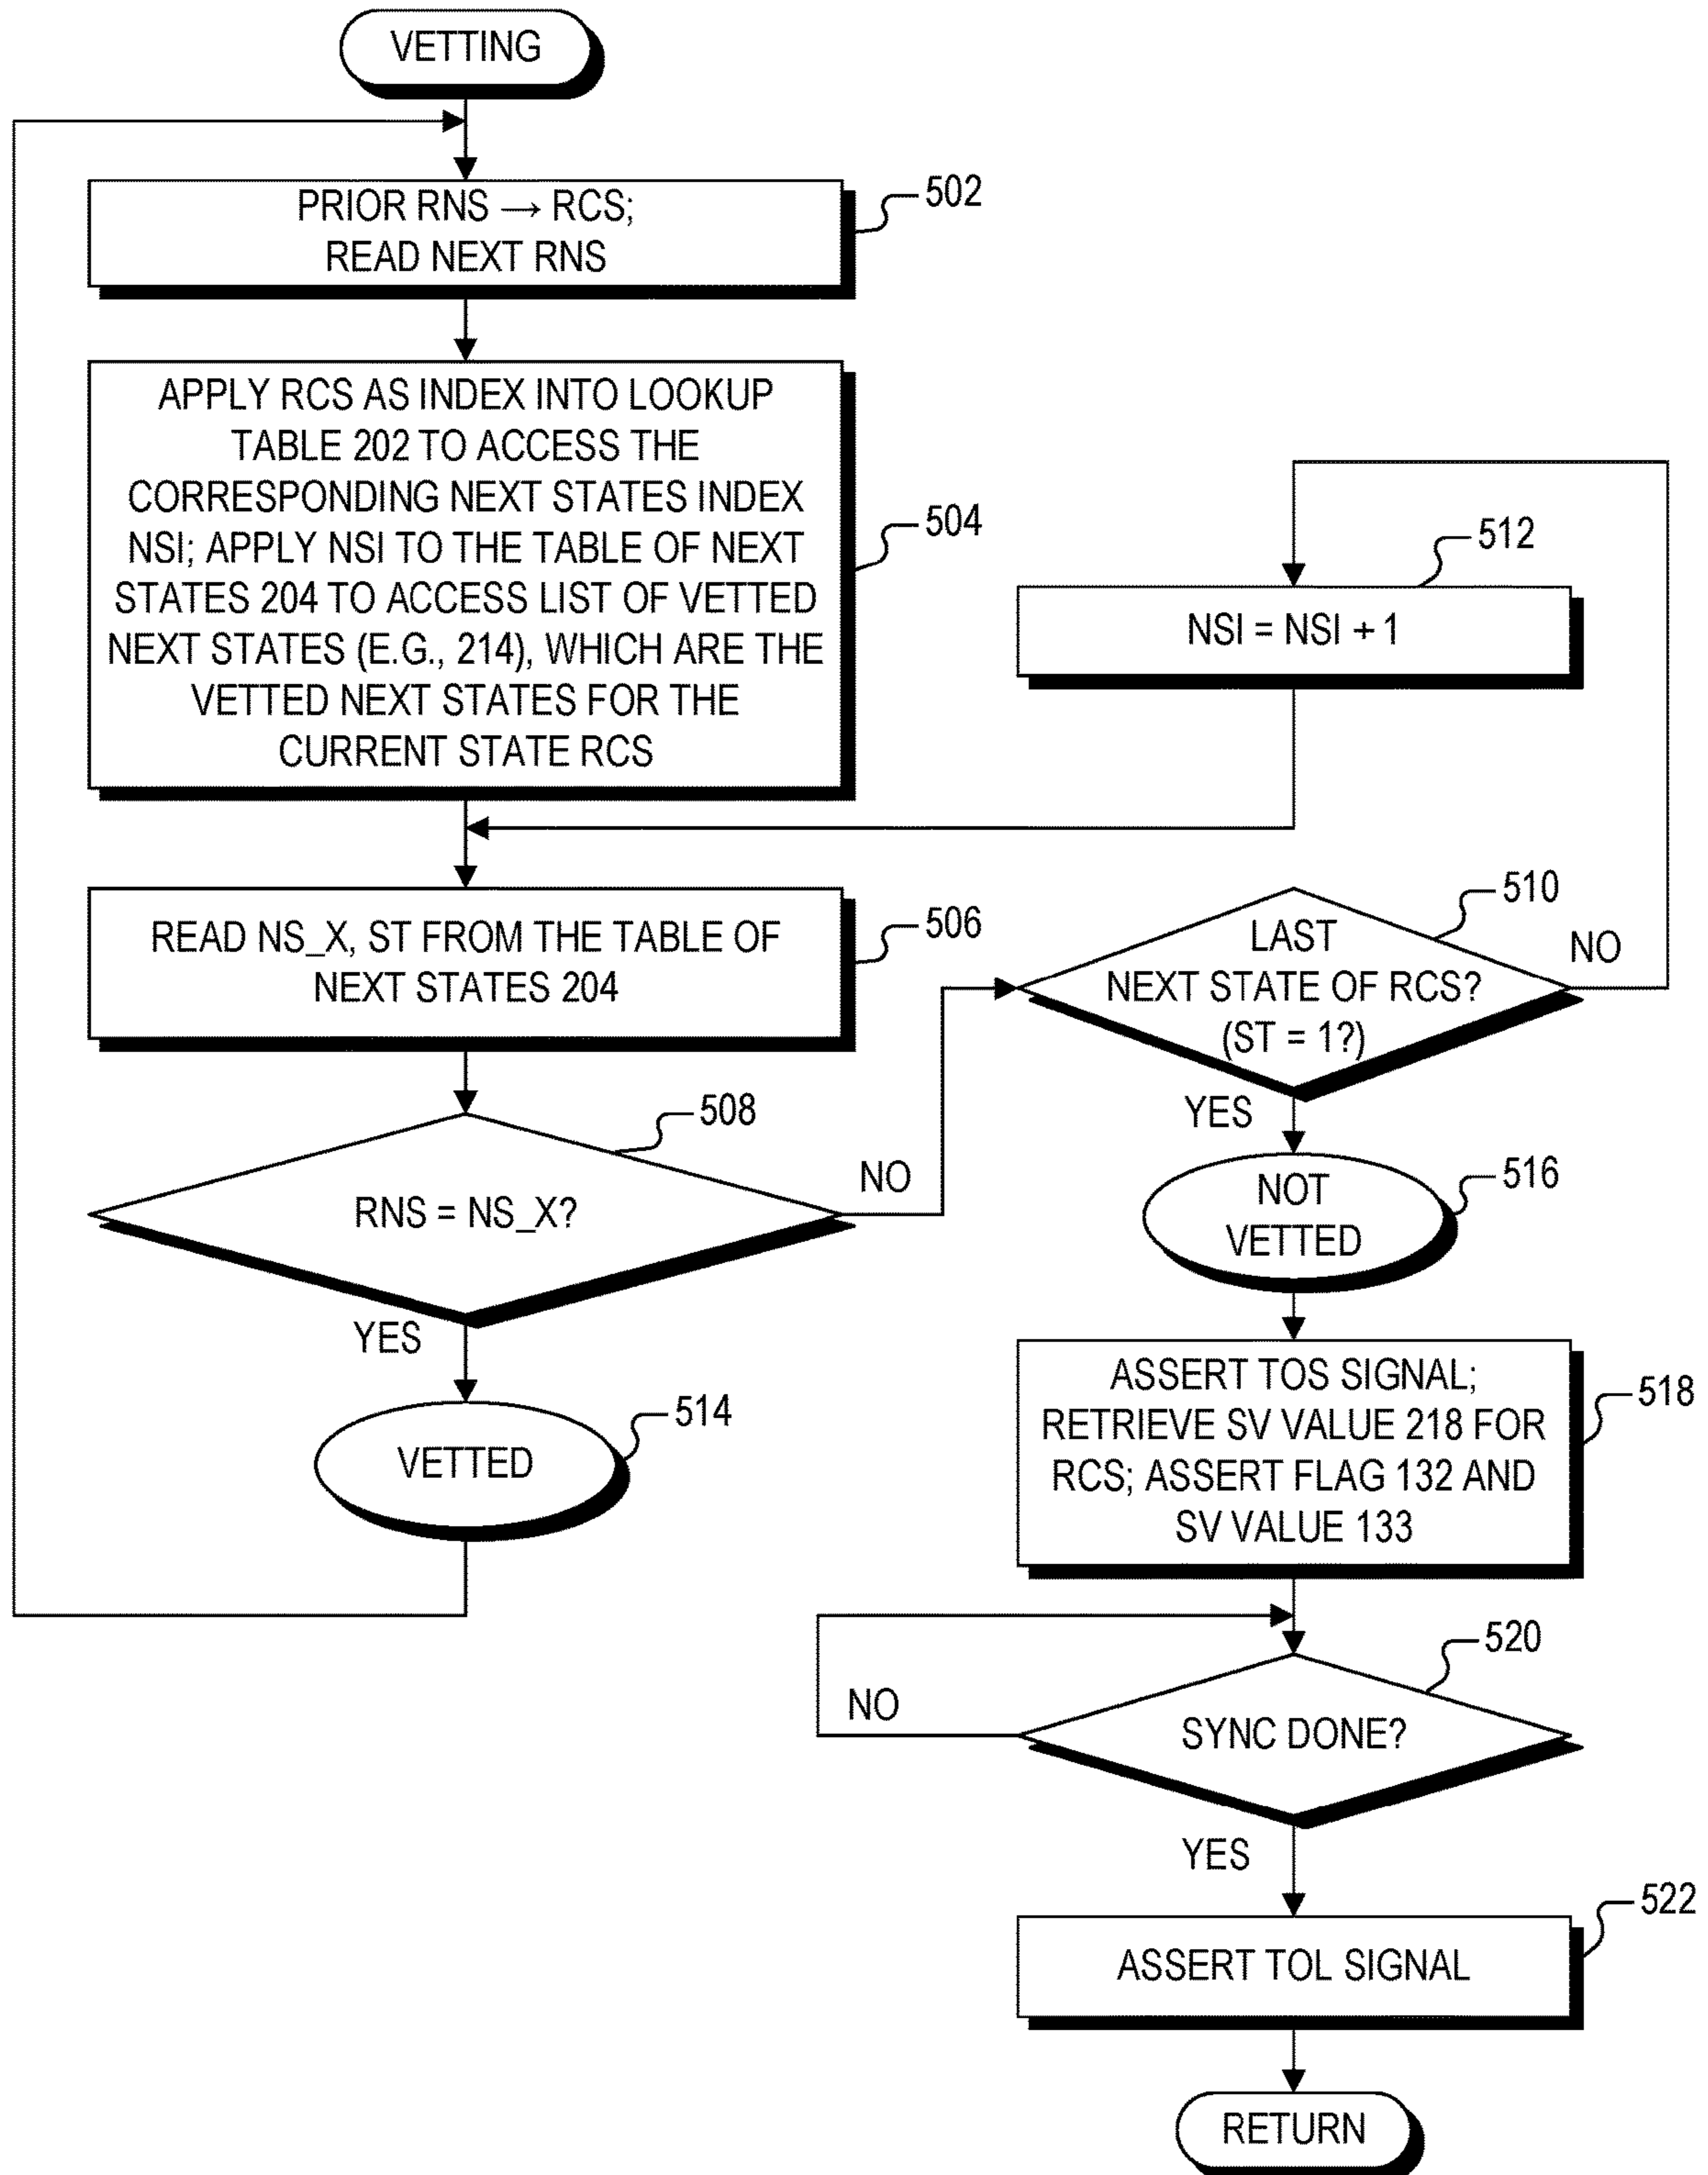 VETTING
PRIOR RNS → RCS;
READ NEXT RNS
502
APPLY RCS AS INDEX INTO LOOKUP
TABLE 202 TO ACCESS THE
CORRESPONDING NEXT STATES INDEX
NSI; APPLY NSI TO THE TABLE OF NEXT
STATES 204 TO ACCESS LIST OF VETTED
NEXT STATES (E.G., 214), WHICH ARE THE
VETTED NEXT STATES FOR THE
CURRENT STATE RCS
504
512
NSI = NSI + 1
READ NS_X, ST FROM THE TABLE OF
NEXT STATES 204
506
510
LAST
NEXT STATE OF RCS?
(ST = 1?)
NO
YES
508
RNS = NS_X?
NO
YES
514
VETTED
516
NOT
VETTED
ASSERT TOS SIGNAL;
RETRIEVE SV VALUE 218 FOR
RCS; ASSERT FLAG 132 AND
SV VALUE 133
518
520
SYNC DONE?
NO
YES
522
ASSERT TOL SIGNAL
RETURN